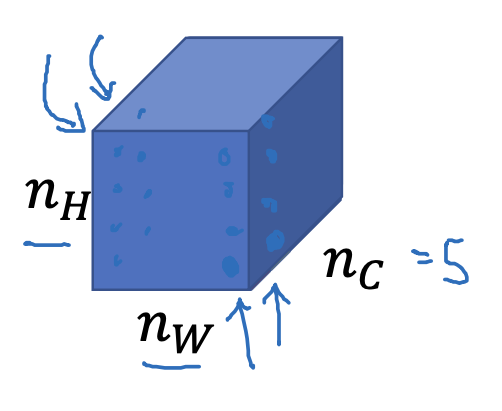 n_H
n_C = 5
n_W